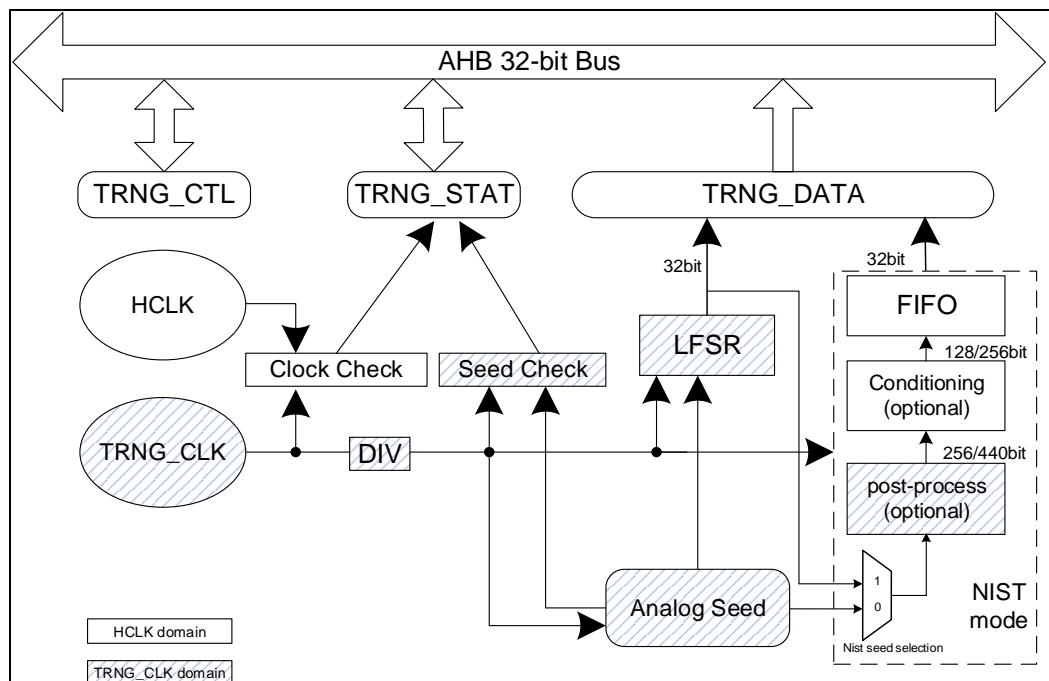 AHB 32-bit Bus
TRNG_CTL
TRNG_STAT
TRNG_DATA
32bit
32bit
HCLK
FIFO
LFSR
128/256bit
Clock Check
Seed Check
Conditioning
(optional)
TRNG_CLK
DIV
256/440bit
post-process
(optional)
1
0
Analog Seed
NIST
mode
Nist seed selection
HCLK domain
TRNG_CLK domain